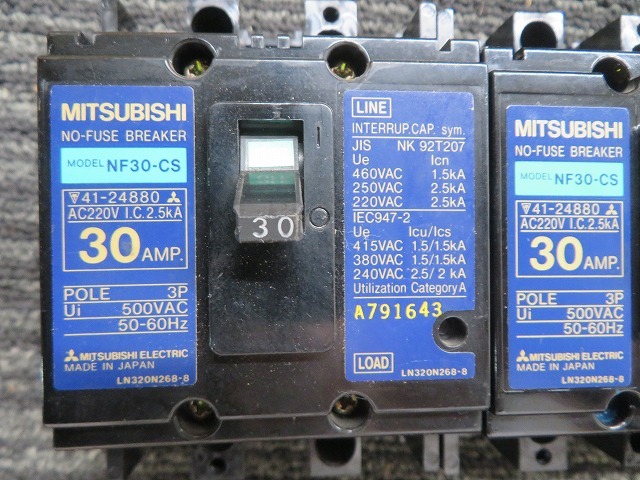 MITSUBISHI
NO-FUSE BREAKER
MODEL NF30-CS
41-24880
AC220V I.C.2.5kA
30 AMP.
POLE 3P
Ui 500VAC
50-60Hz
MITSUBISHI ELECTRIC
MADE IN JAPAN
LN320N268-8
30
LINE
INTERRUP.CAP. sym.
JIS NK 92T207
Ue Icn
460VAC 1.5kA
250VAC 2.5kA
220VAC 2.5kA
IEC947-2
Ue Icu/Ics
415VAC 1.5/1.5kA
380VAC 1.5/1.5kA
240VAC 2.5/2 kA
Utilization Category A
A791643
LOAD
LN320N268-8
MITSUBISHI
NO-FUSE BREAKER
MODEL NF30-CS
41-24880
AC220V I.C.2.5kA
30 AMP.
POLE 3P
Ui 500VAC
50-60Hz
MITSUBISHI ELECTRIC
MADE IN JAPAN
LN320N268-8